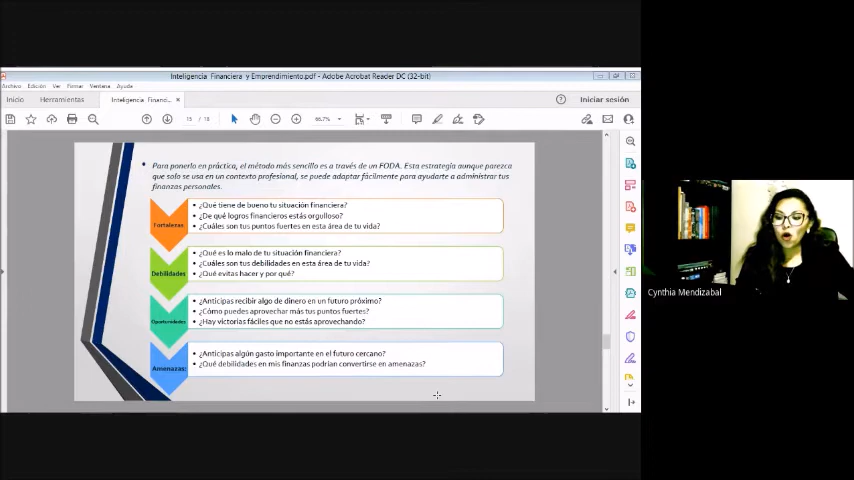 Inteligencia Financiera y Emprendimiento.pdf - Adobe Acrobat Reader DC (32-bit)
Archivo Edición Ver Firmar Ventana Ayuda
Inicio Herramientas Inteligencia Financi... × Iniciar sesión
15 / 18 66,7%
• Para ponerlo en práctica, el método más sencillo es a través de un FODA. Esta estrategia aunque parezca
que solo se usa en un contexto profesional, se puede adaptar fácilmente para ayudarte a administrar tus
finanzas personales.
Fortalezas
• ¿Qué tiene de bueno tu situación financiera?
• ¿De qué logros financieros estás orgulloso?
• ¿Cuáles son tus puntos fuertes en esta área de tu vida?
Debilidades
• ¿Qué es lo malo de tu situación financiera?
• ¿Cuáles son tus debilidades en esta área de tu vida?
• ¿Qué evitas hacer y por qué?
Oportunidades
• ¿Anticipas recibir algo de dinero en un futuro próximo?
• ¿Cómo puedes aprovechar más tus puntos fuertes?
• ¿Hay victorias fáciles que no estás aprovechando?
Amenazas:
• ¿Anticipas algún gasto importante en el futuro cercano?
• ¿Qué debilidades en mis finanzas podrían convertirse en amenazas?
Cynthia Mendizabal